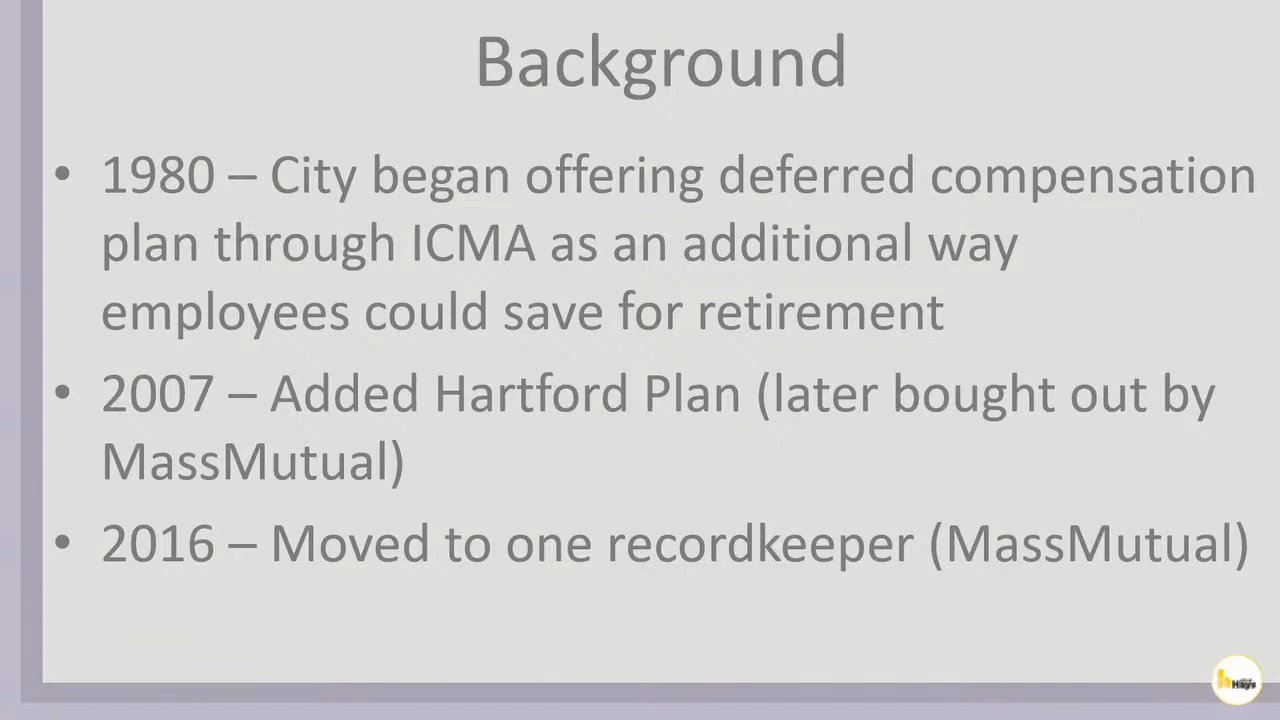 Background
• 1980 – City began offering deferred compensation
plan through ICMA as an additional way
employees could save for retirement
• 2007 – Added Hartford Plan (later bought out by
MassMutual)
• 2016 – Moved to one recordkeeper (MassMutual)
Hays